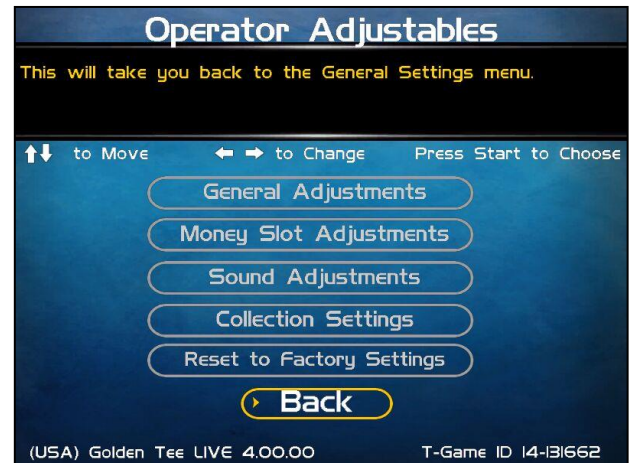 Operator Adjustables
This will take you back to the General Settings menu.
to Move to Change Press Start to Choose
General Adjustments
Money Slot Adjustments
Sound Adjustments
Collection Settings
Reset to Factory Settings
Back
(USA) Golden Tee LIVE 4.00.00 T-Game ID 14-131662